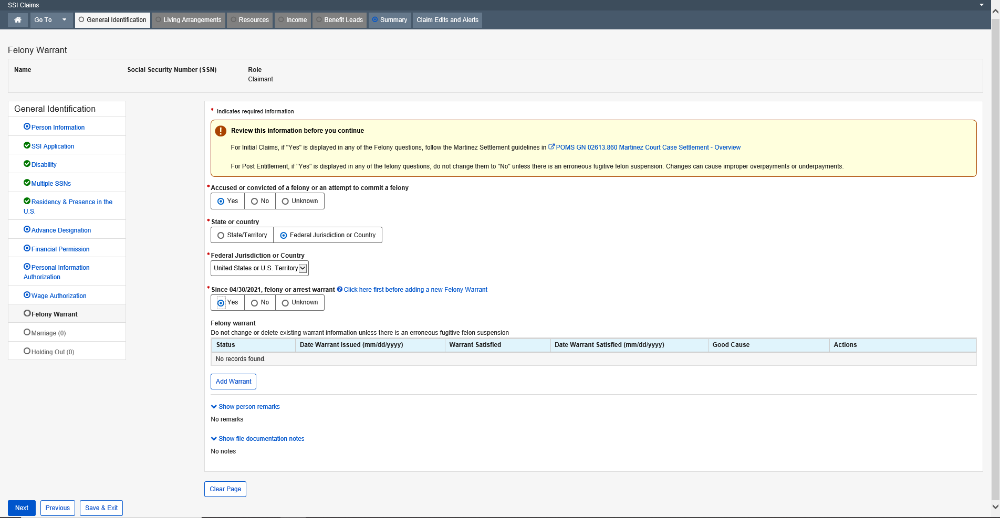 SSI Claims
Go To
General Identification
Living Arrangements
Resources
Income
Benefit Leads
Summary
Claim Edits and Alerts
Felony Warrant
Name
Social Security Number (SSN)
Role
Claimant
General Identification
Person Information
SSI Application
Disability
Multiple SSNs
Residency & Presence in the
U.S.
Advance Designation
Financial Permission
Personal Information
Authorization
Wage Authorization
Felony Warrant
Marriage (0)
Holding Out (0)
* Indicates required information
! Review this information before you continue
For Initial Claims, if "Yes" is displayed in any of the Felony questions, follow the Martinez Settlement guidelines in POMS GN 02613.860 Martinez Court Case Settlement - Overview
For Post Entitlement, if "Yes" is displayed in any of the felony questions, do not change them to "No" unless there is an erroneous fugitive felon suspension. Changes can cause improper overpayments or underpayments.
* Accused or convicted of a felony or an attempt to commit a felony
Yes No Unknown
* State or country
State/Territory Federal Jurisdiction or Country
* Federal Jurisdiction or Country
United States or U.S. Territory
* Since 04/30/2021, felony or arrest warrant ? Click here first before adding a new Felony Warrant
Yes No Unknown
Felony warrant
Do not change or delete existing warrant information unless there is an erroneous fugitive felon suspension
Status Date Warrant Issued (mm/dd/yyyy) Warrant Satisfied Date Warrant Satisfied (mm/dd/yyyy) Good Cause Actions
No records found.
Add Warrant
Show person remarks
No remarks
Show file documentation notes
No notes
Clear Page
Next Previous Save & Exit